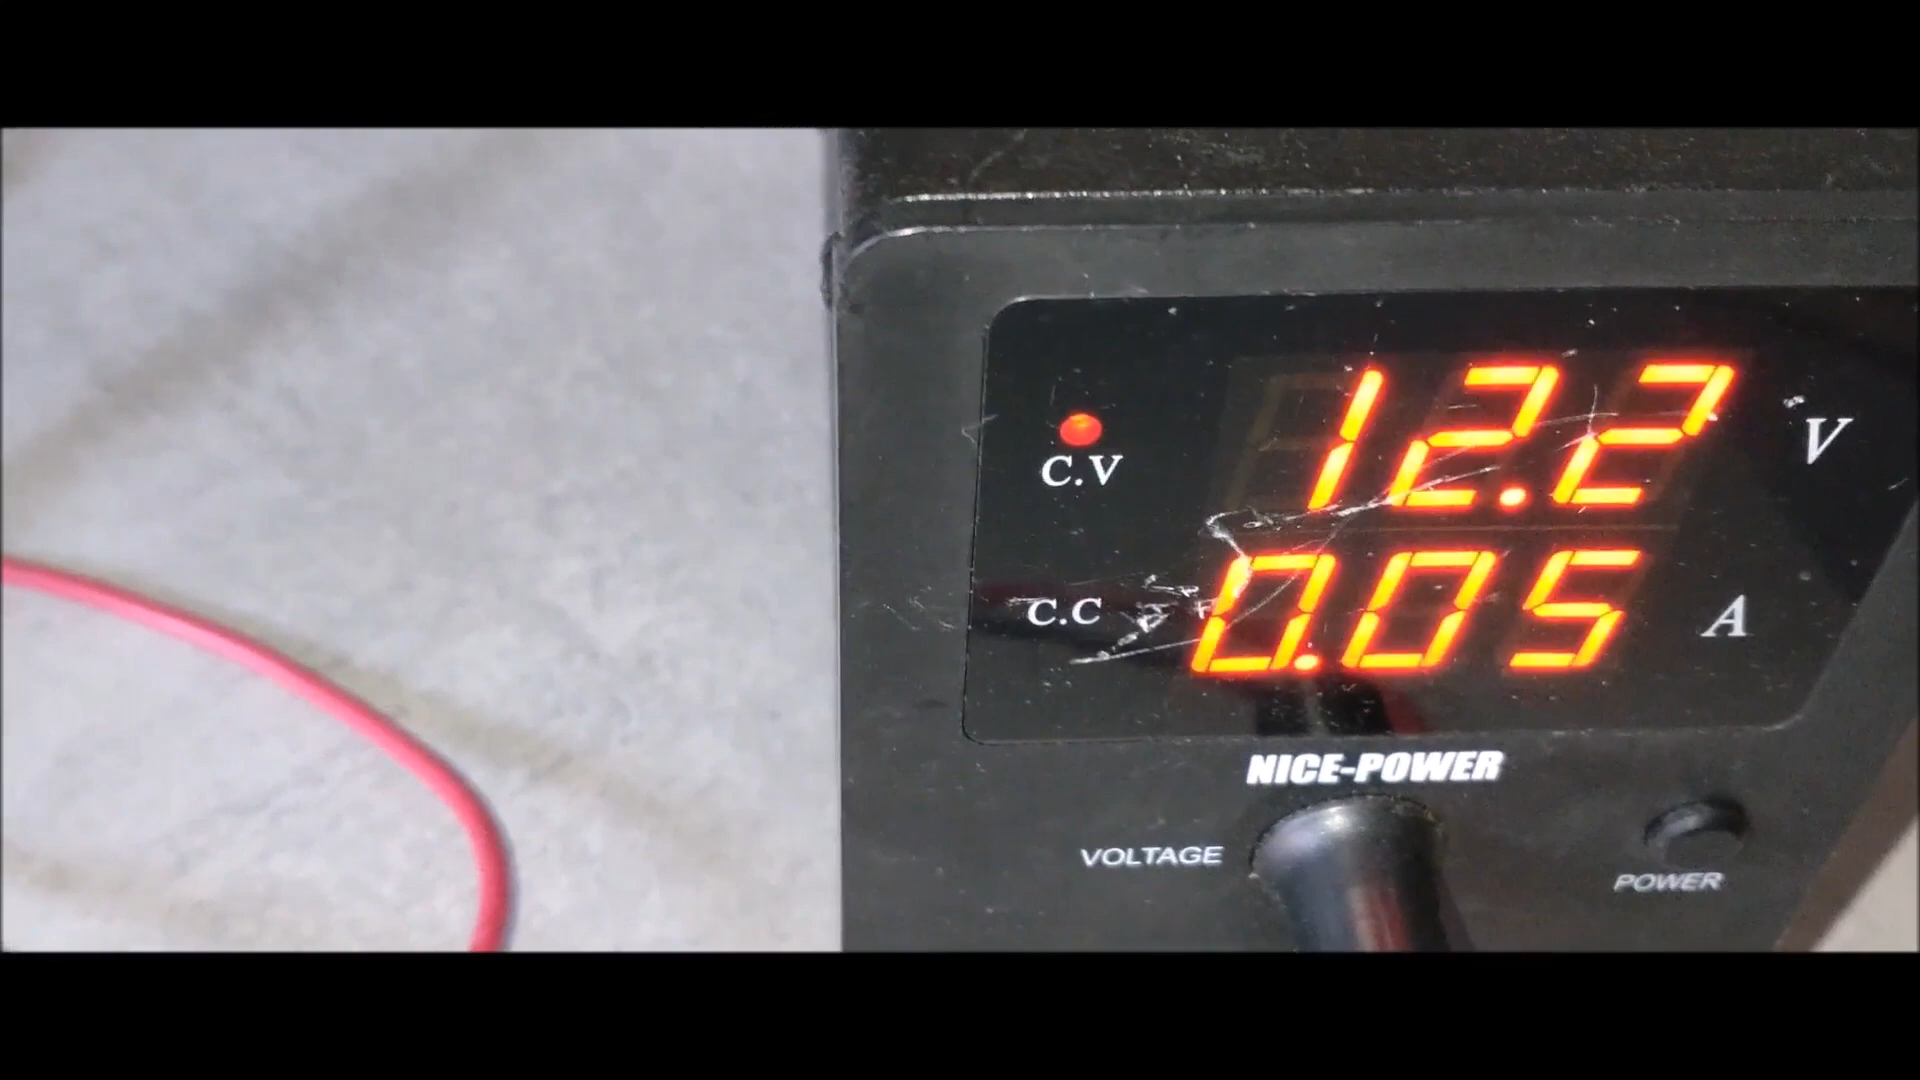 12.2 V
C.V
0.05 A
C.C
NICE-POWER
VOLTAGE
POWER